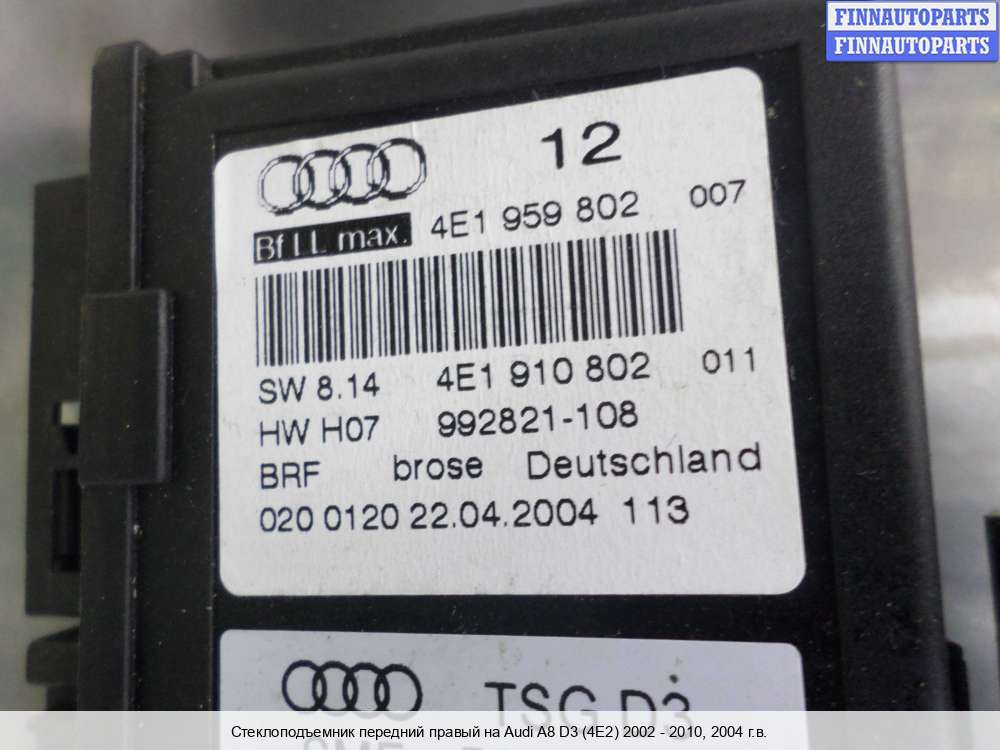 FINNAUTOPARTS
FINNAUTOPARTS
12
Bf LL max. 4E1 959 802 007
SW 8.14 4E1 910 802 011
HW H07 992821-108
BRF brose Deutschland
020 0120 22.04.2004 113
TSG D3
Стеклоподъемник передний правый на Audi A8 D3 (4E2) 2002 - 2010, 2004 г.в.